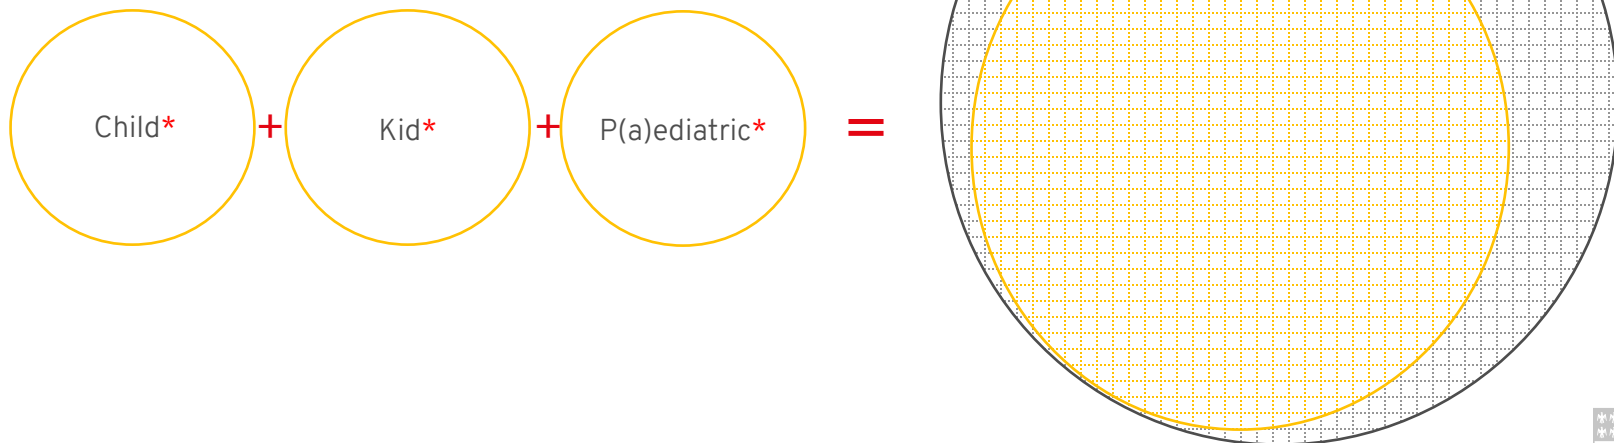 Child* + Kid* + P(a)ediatric* =